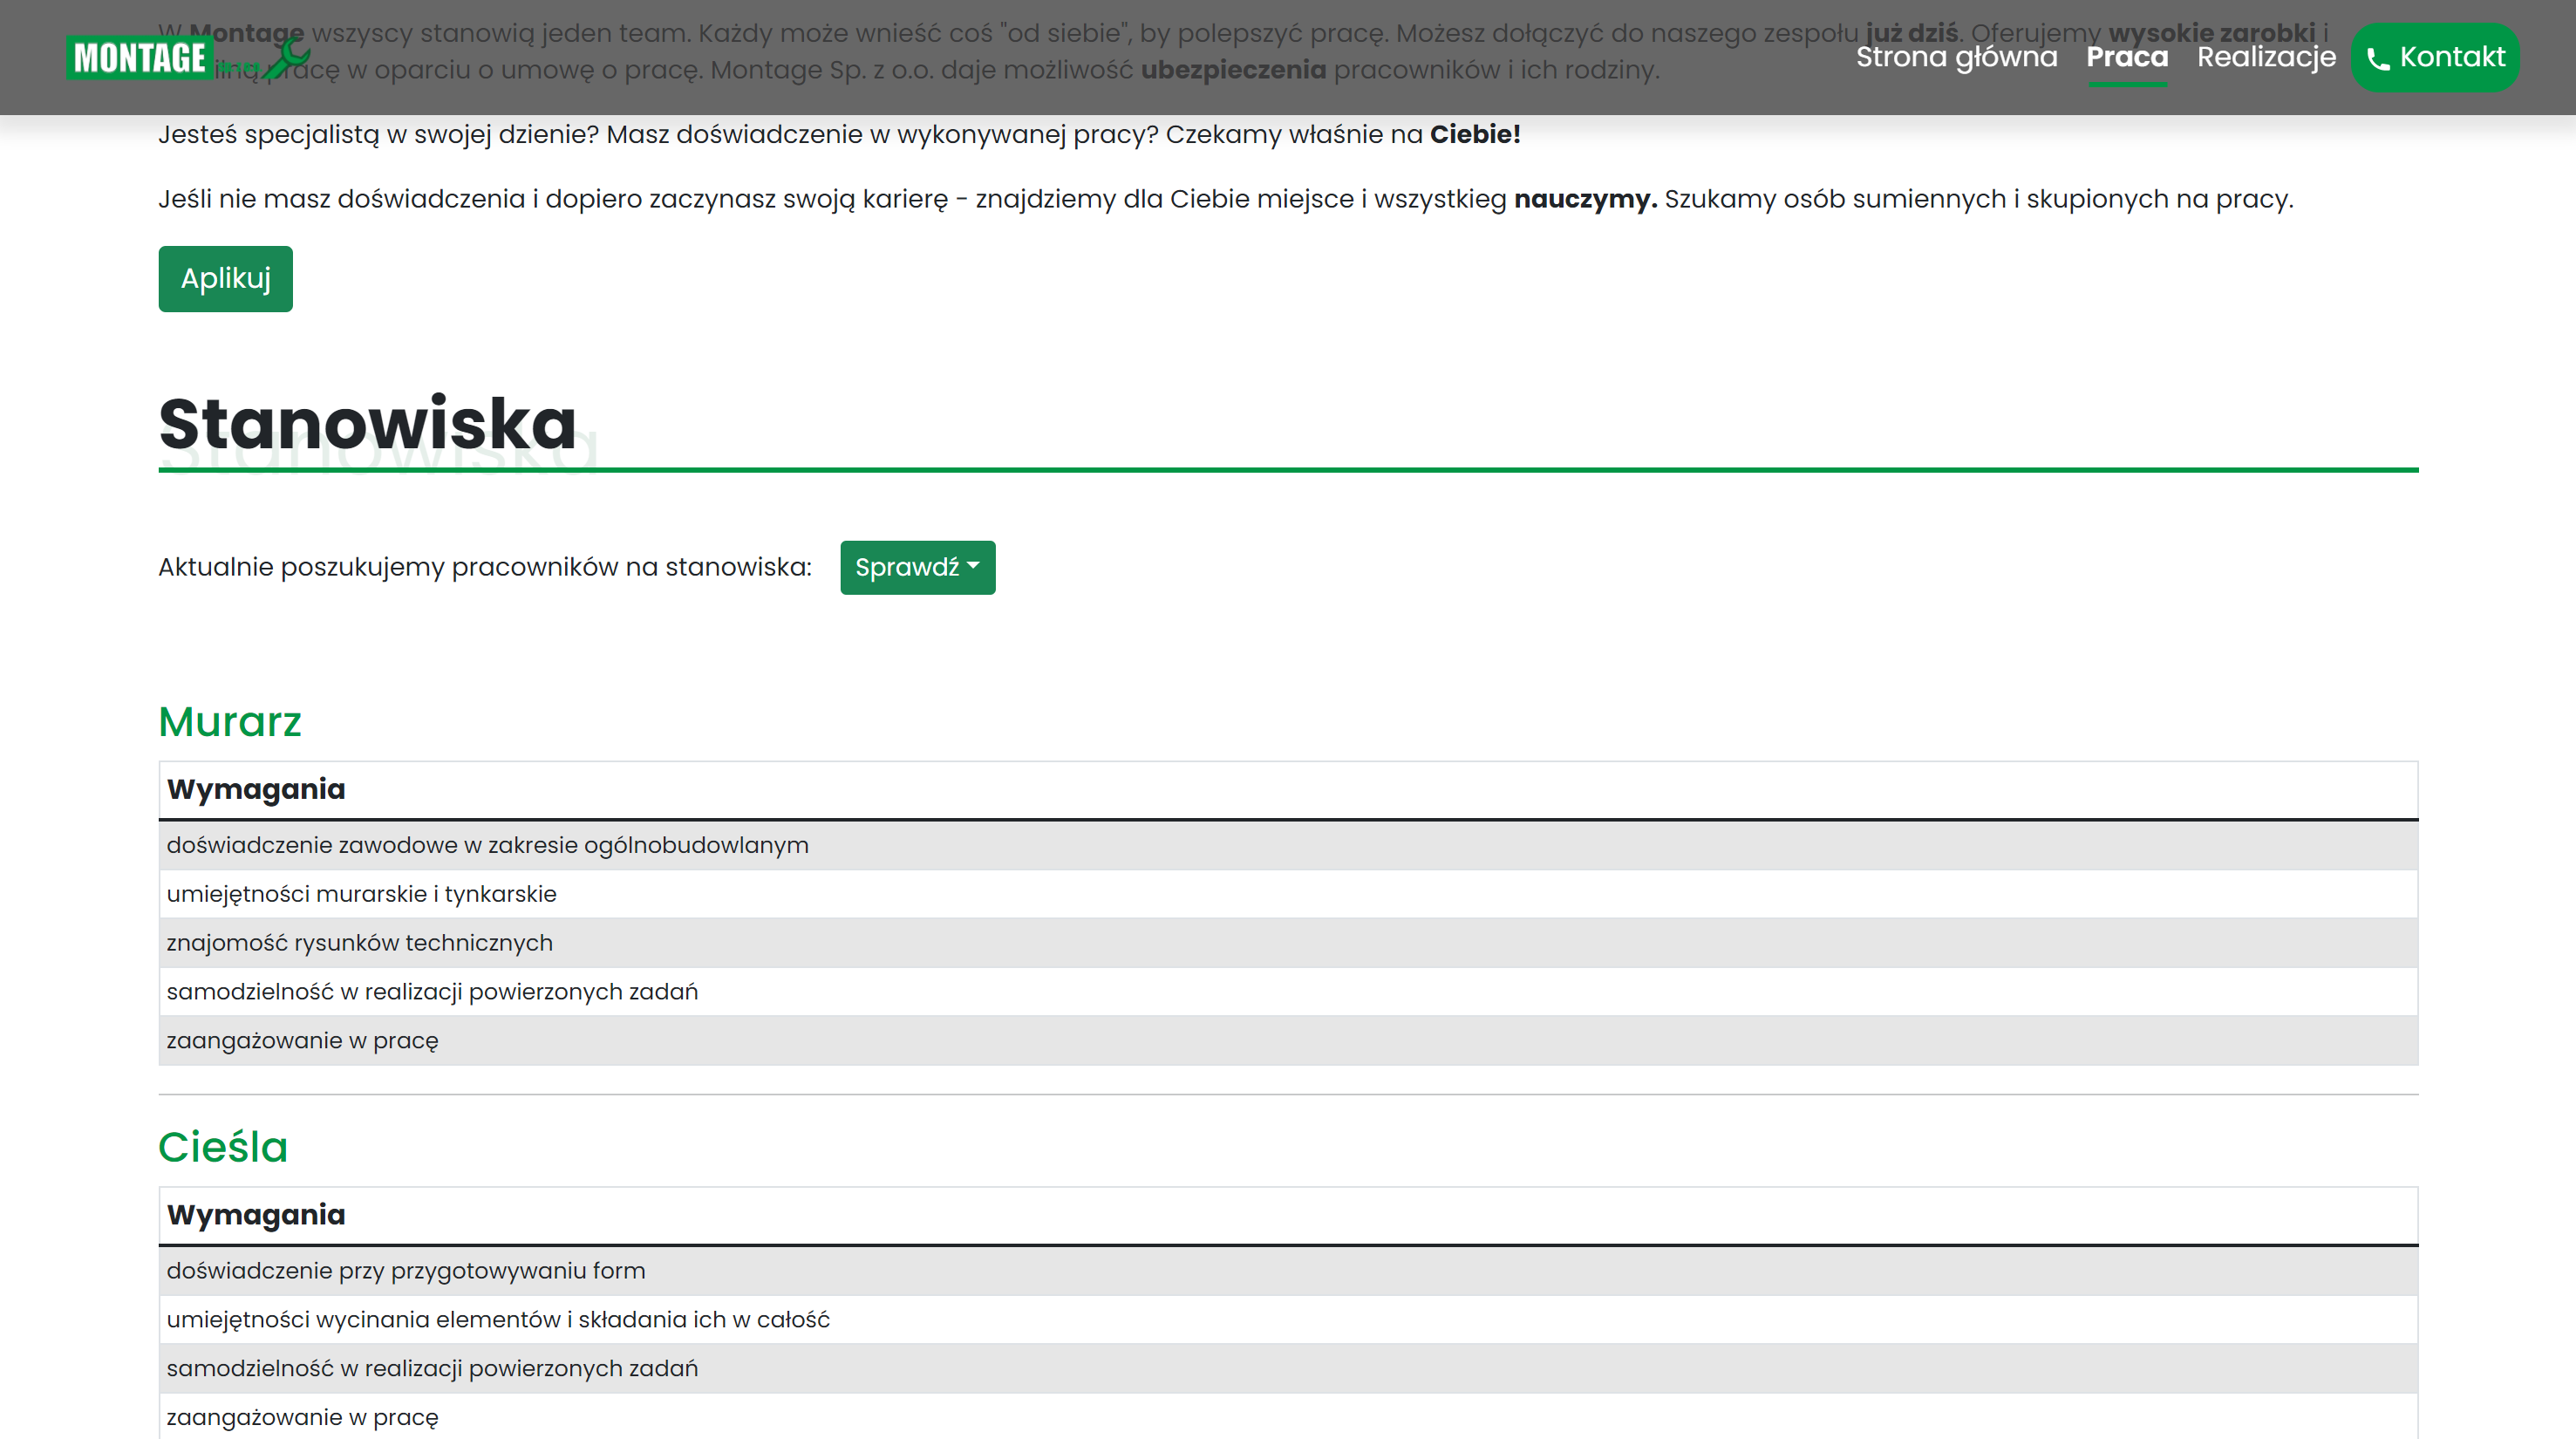 W Montage wszyscy stanowią jeden team. Każdy może wnieść coś "od siebie", by polepszyć pracę. Możesz dołączyć do naszego zespołu już dziś. Oferujemy wysokie zarobki i
pracę w oparciu o umowę o pracę. Montage Sp. z o.o. daje możliwość ubezpieczenia pracowników i ich rodziny.
MONTAGE
Strona główna Praca Realizacje Kontakt
Jesteś specjalistą w swojej dzienie? Masz doświadczenie w wykonywanej pracy? Czekamy właśnie na Ciebie!
Jeśli nie masz doświadczenia i dopiero zaczynasz swoją karierę - znajdziemy dla Ciebie miejsce i wszystkieg nauczymy. Szukamy osób sumiennych i skupionych na pracy.
Aplikuj
Stanowiska
Stanowiska
Aktualnie poszukujemy pracowników na stanowiska: Sprawdź
Murarz
Wymagania
doświadczenie zawodowe w zakresie ogólnobudowlanym
umiejętności murarskie i tynkarskie
znajomość rysunków technicznych
samodzielność w realizacji powierzonych zadań
zaangażowanie w pracę
Cieśla
Wymagania
doświadczenie przy przygotowywaniu form
umiejętności wycinania elementów i składania ich w całość
samodzielność w realizacji powierzonych zadań
zaangażowanie w pracę